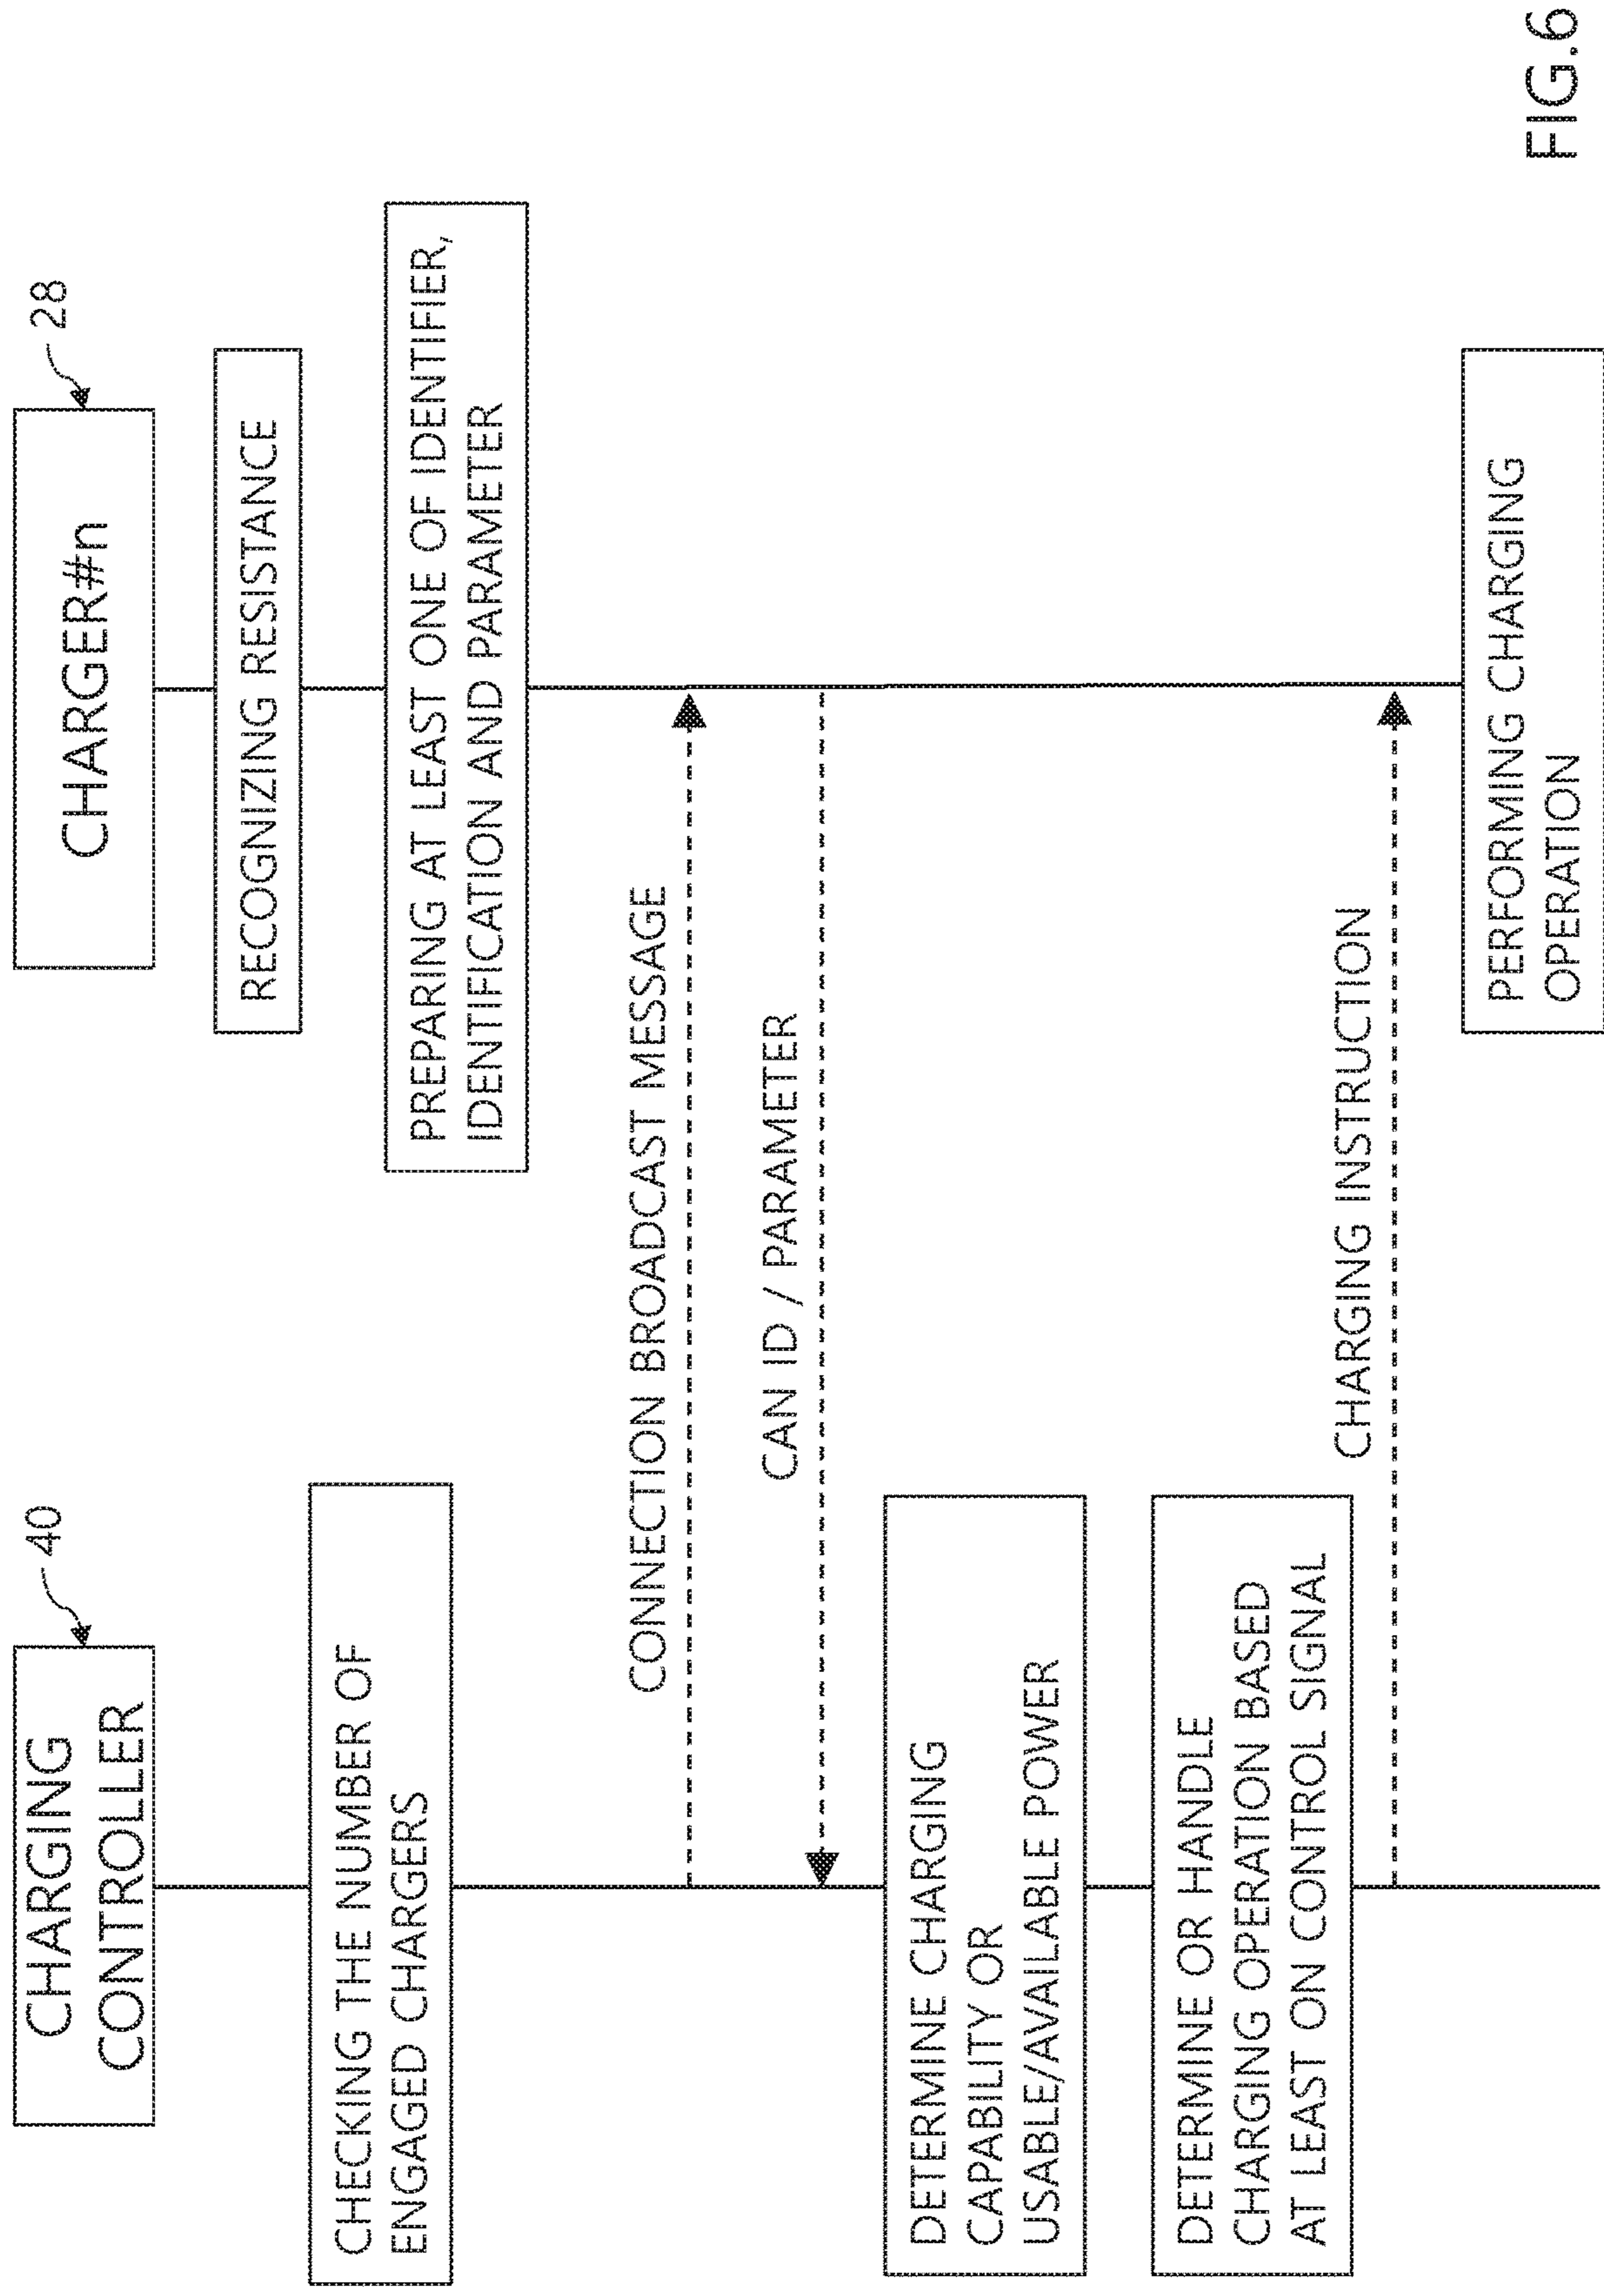 CHARGING
CONTROLLER
40
CHARGER#n
28
RECOGNIZING RESISTANCE
CHECKING THE NUMBER OF
ENGAGED CHARGERS
PREPARING AT LEAST ONE OF IDENTIFIER,
IDENTIFICATION AND PARAMETER
CONNECTION BROADCAST MESSAGE
CAN ID / PARAMETER
DETERMINE CHARGING
CAPABILITY OR
USABLE/AVAILABLE POWER
DETERMINE OR HANDLE
CHARGING OPERATION BASED
AT LEAST ON CONTROL SIGNAL
CHARGING INSTRUCTION
PERFORMING CHARGING
OPERATION
FIG.6